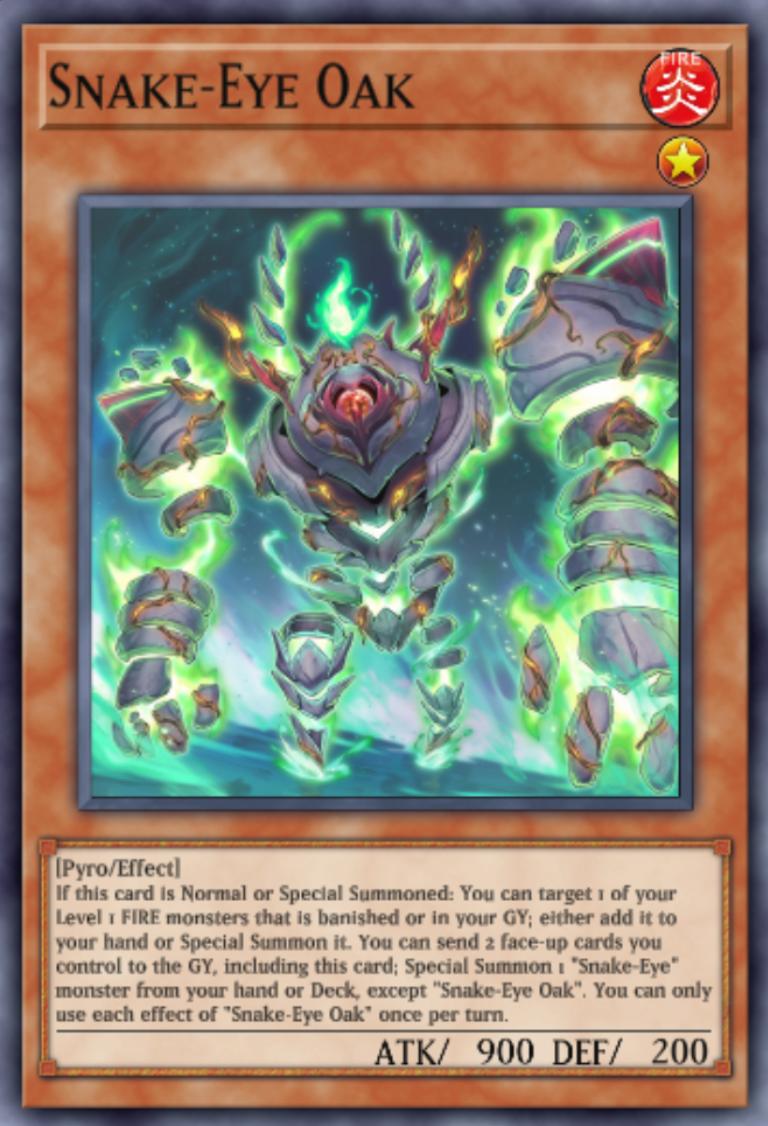 Snake-Eye Oak
FIRE
炎
[Pyro/Effect]
If this card is Normal or Special Summoned: You can target 1 of your
Level 1 FIRE monsters that is banished or in your GY; either add it to
your hand or Special Summon it. You can send 2 face-up cards you
control to the GY, including this card; Special Summon 1 "Snake-Eye"
monster from your hand or Deck, except "Snake-Eye Oak". You can only
use each effect of "Snake-Eye Oak" once per turn.
ATK/ 900 DEF/ 200